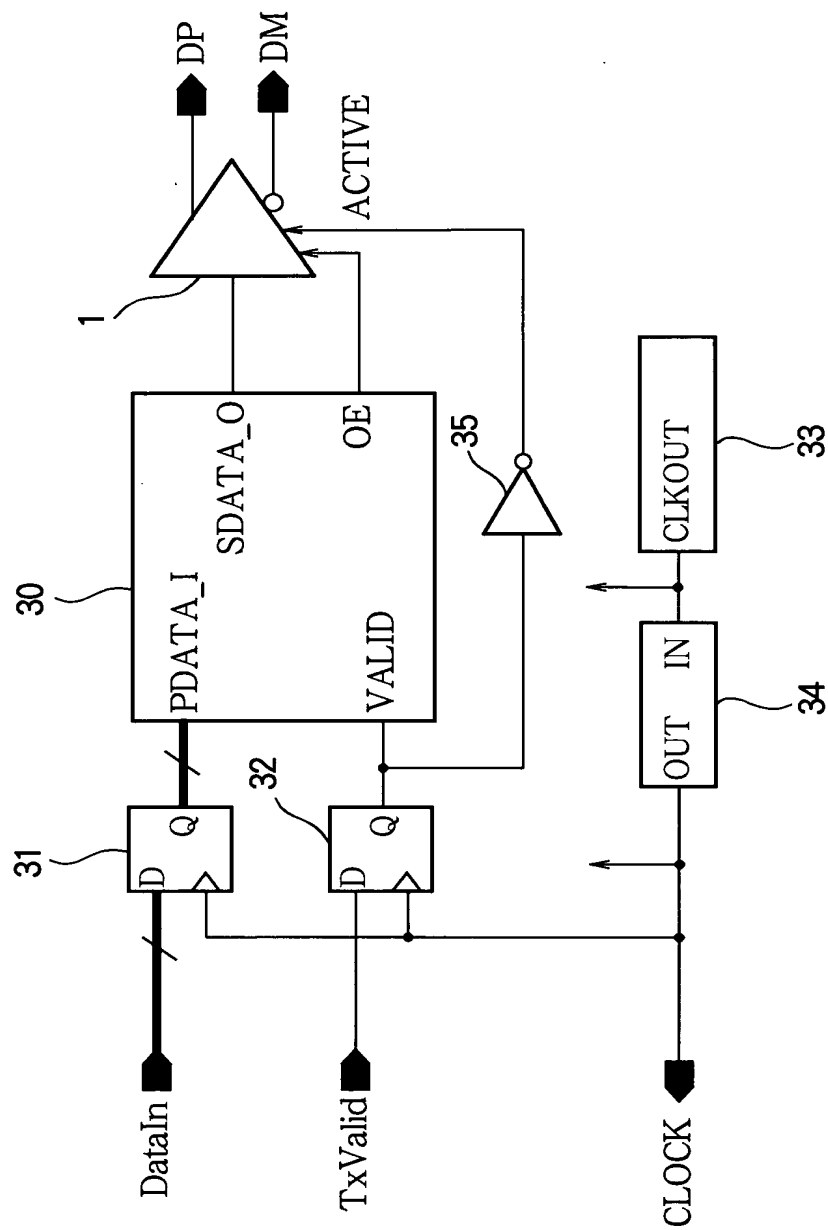 DataIn
D
Q
31
PDATA_I
30
SDATA_O
1
DP
DM
TxValid
D
Q
32
VALID
OE
ACTIVE
35
CLOCK
OUT
IN
34
CLKOUT
33